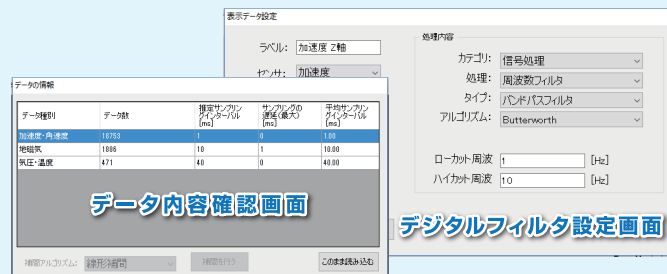 表示データ設定
ラベル: 加速度 Z軸
センサ: 加速度
処理内容
カテゴリ: 信号処理
処理: 周波数フィルタ
タイプ: バンドパスフィルタ
アルゴリズム: Butterworth
ローカット周波 1 [Hz]
ハイカット周波 10 [Hz]
デジタルフィルタ設定画面
データの情報
データ種別 データ数 推定サンプリングインターバル [ms] サンプリングの遅延(最大) [ms] 平均サンプリングインターバル [ms]
加速度・角速度 18753 1 0 1.00
地磁気 1886 10 1 10.00
気圧・温度 471 40 0 40.00
データ内容確認画面
補間アルゴリズム: 線形補間 補間を行う このまま読み込む